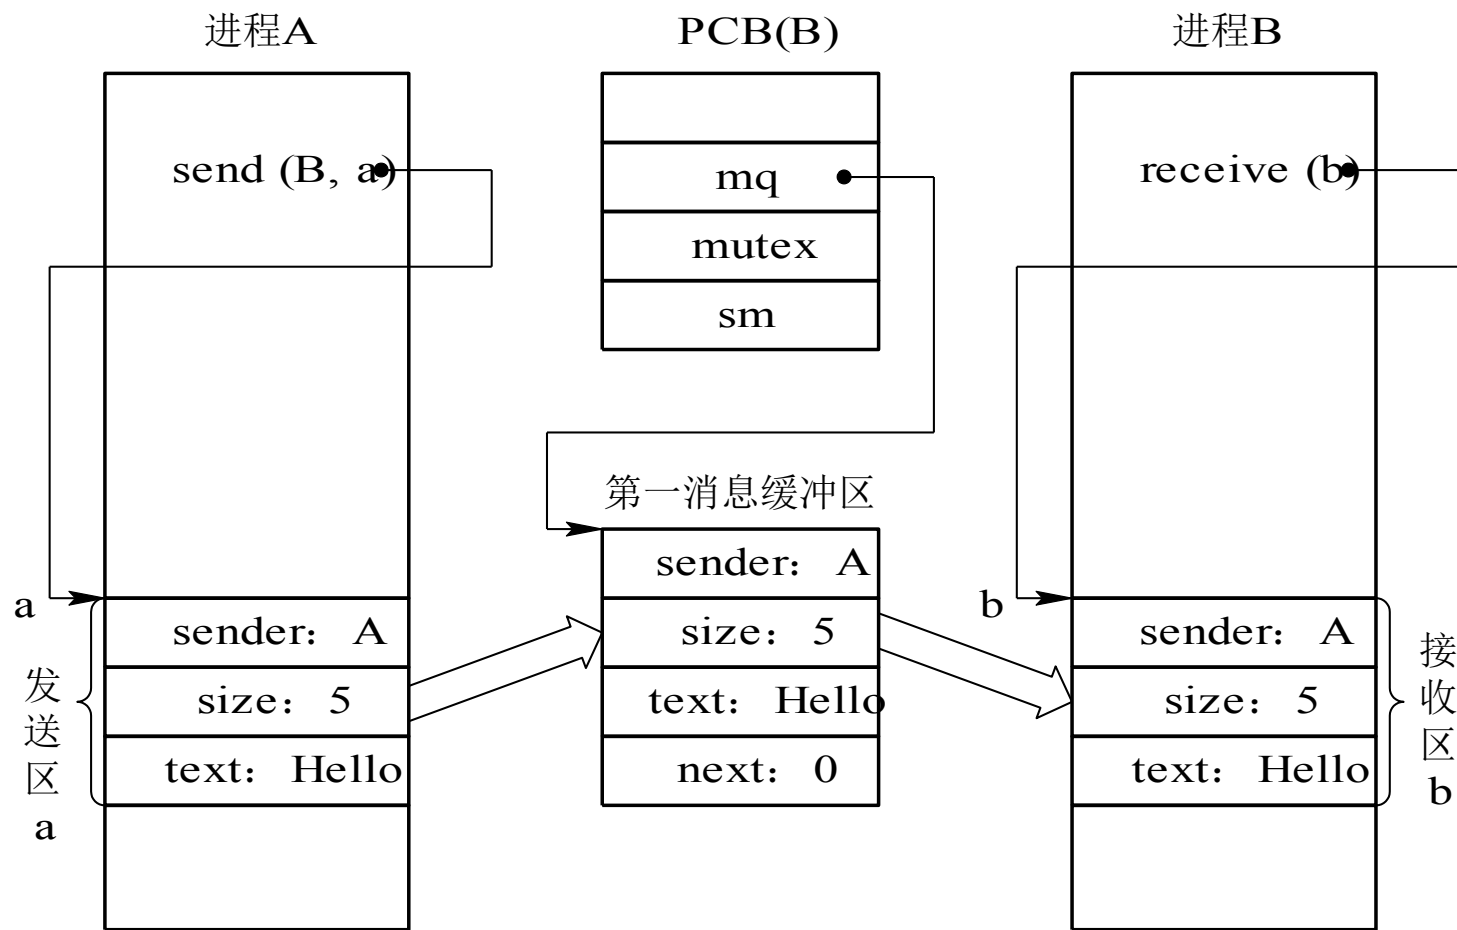 进程A
PCB(B)
进程B
send (B, a)
mq
receive (b)
mutex
sm
第一消息缓冲区
sender：A
a
b
sender：A
size：5
sender：A
size：5
text：Hello
size：5
text：Hello
next：0
text：Hello
发送区a
接收区b